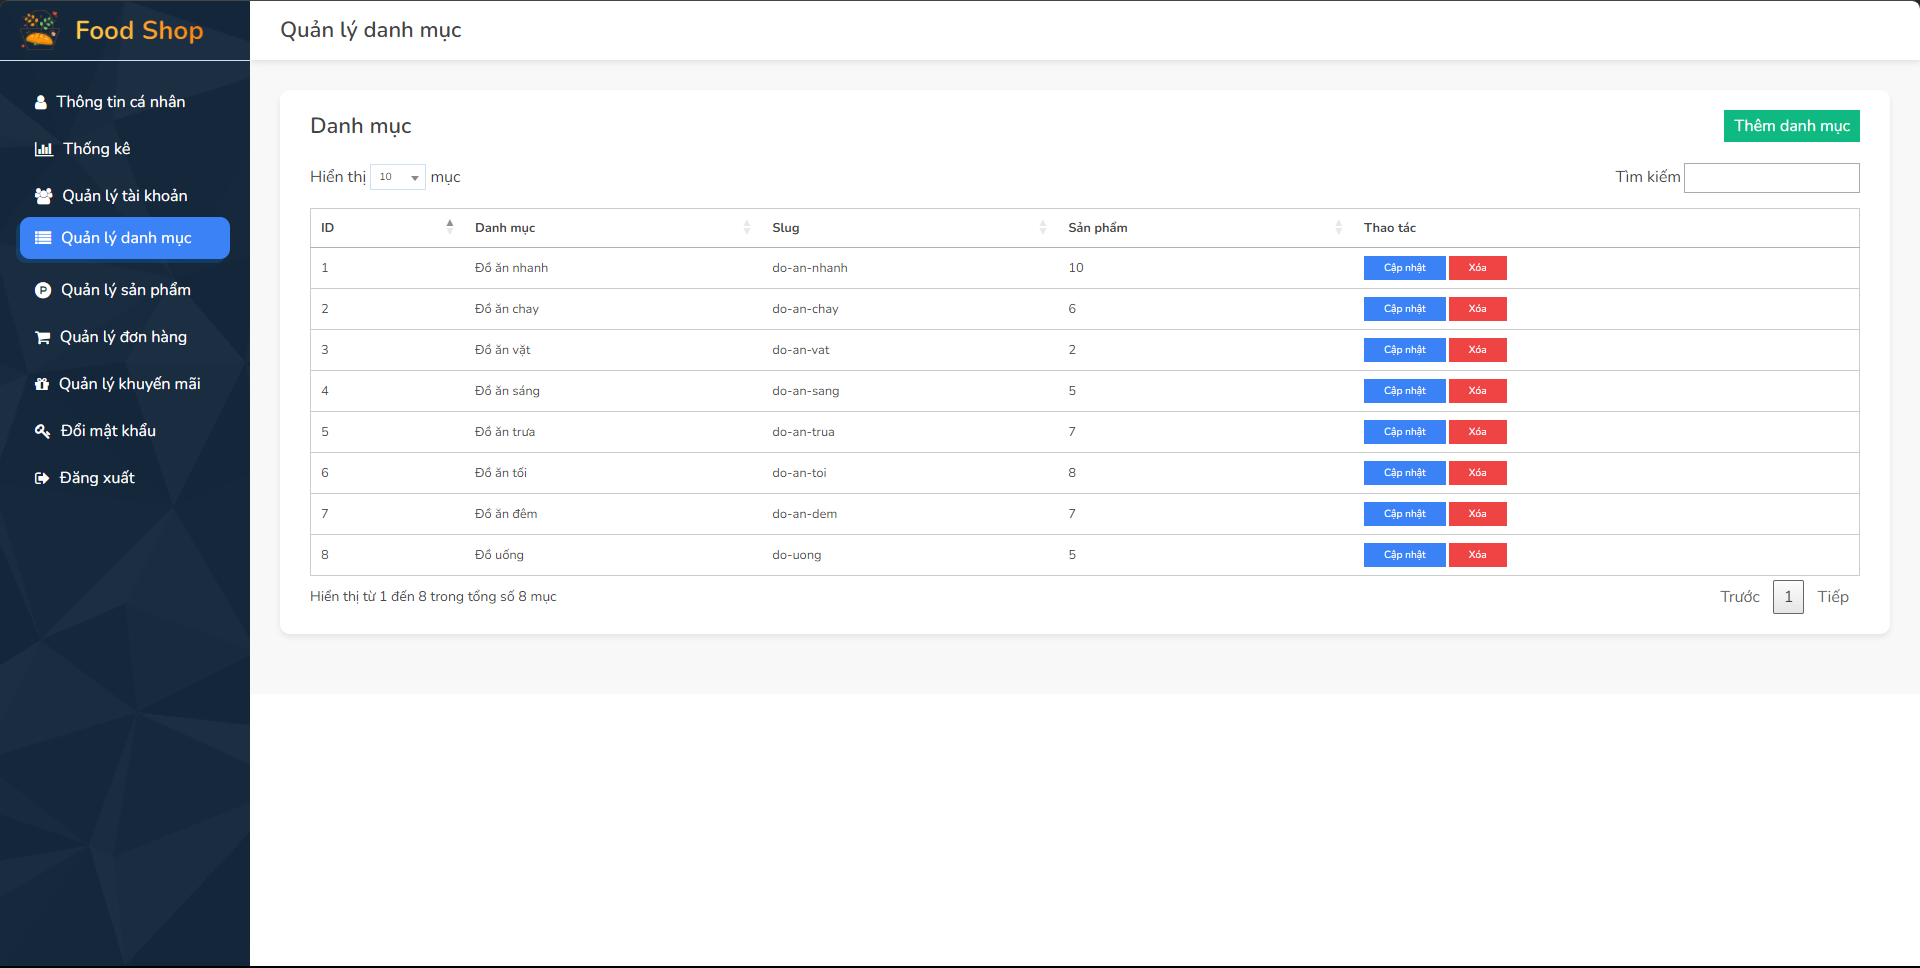 Food Shop
Quản lý danh mục
Thông tin cá nhân
Thống kê
Quản lý tài khoản
Quản lý danh mục
Quản lý sản phẩm
Quản lý đơn hàng
Quản lý khuyến mãi
Đổi mật khẩu
Đăng xuất
Danh mục
Thêm danh mục
Hiển thị 10 mục
Tìm kiếm
ID Danh mục Slug Sản phẩm Thao tác
1 Đồ ăn nhanh do-an-nhanh 10 Cập nhật Xóa
2 Đồ ăn chay do-an-chay 6 Cập nhật Xóa
3 Đồ ăn vặt do-an-vat 2 Cập nhật Xóa
4 Đồ ăn sáng do-an-sang 5 Cập nhật Xóa
5 Đồ ăn trưa do-an-trua 7 Cập nhật Xóa
6 Đồ ăn tối do-an-toi 8 Cập nhật Xóa
7 Đồ ăn đêm do-an-dem 7 Cập nhật Xóa
8 Đồ uống do-uong 5 Cập nhật Xóa
Hiển thị từ 1 đến 8 trong tổng số 8 mục
Trước 1 Tiếp